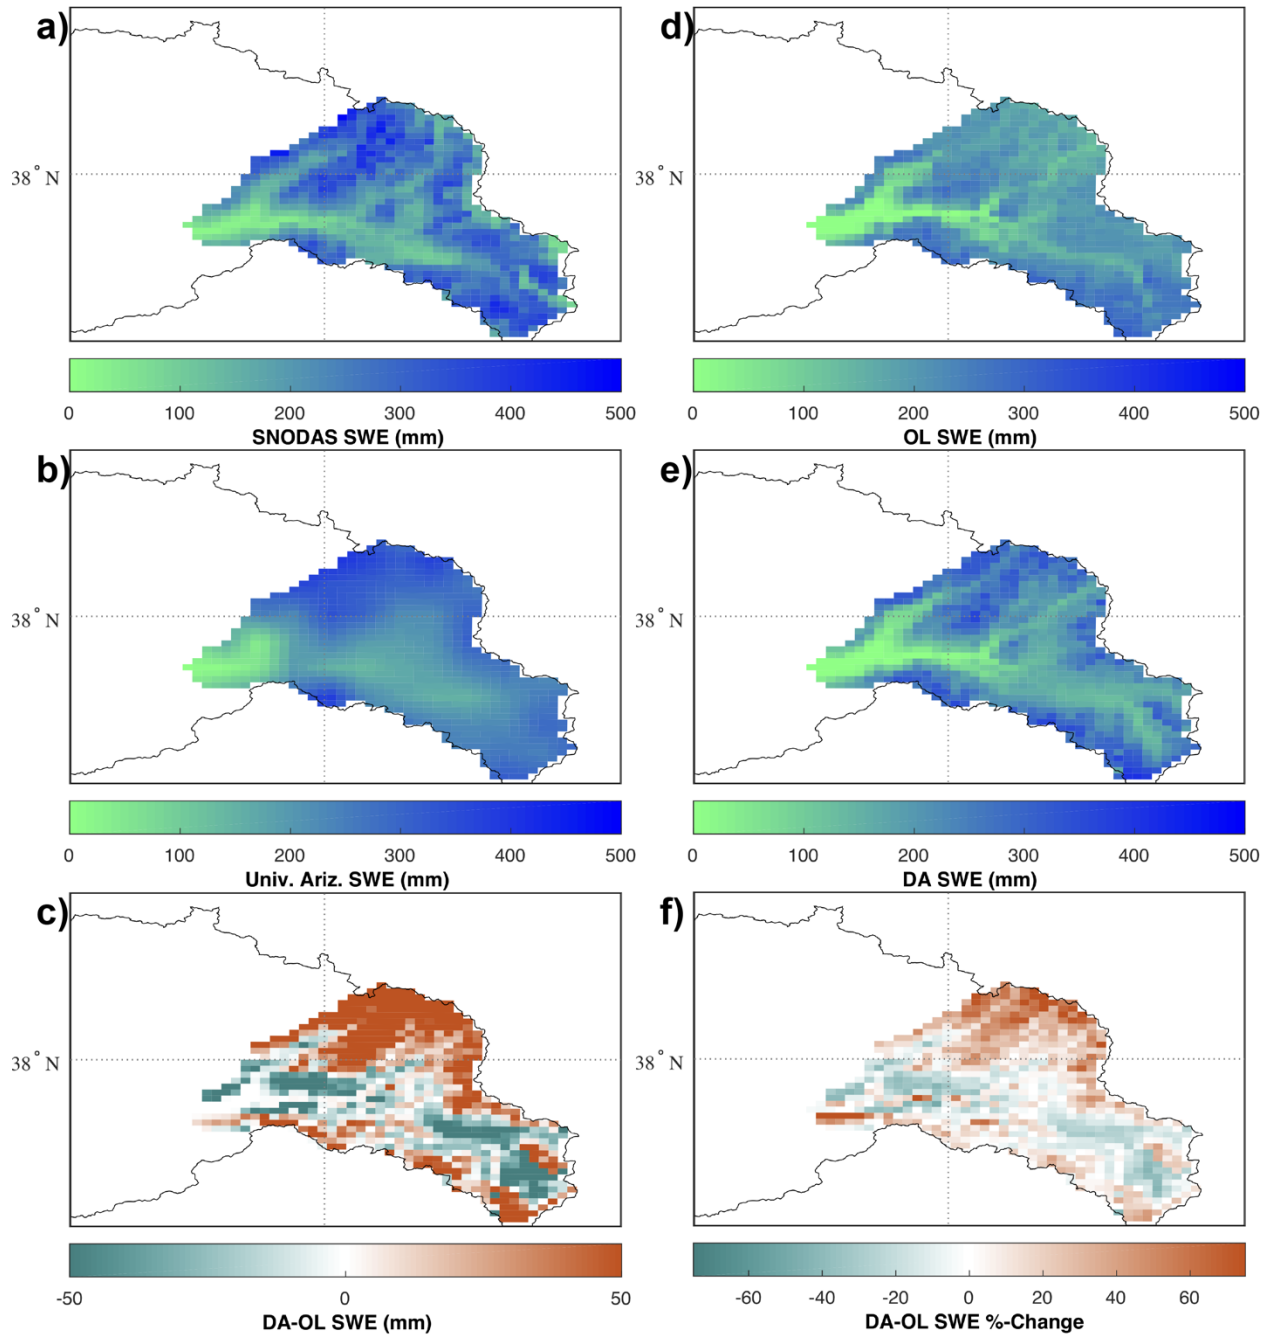 a)
38° N
0 100 200 300 400 500
SNODAS SWE (mm)
d)
38° N
0 100 200 300 400 500
OL SWE (mm)
b)
38° N
0 100 200 300 400 500
Univ. Ariz. SWE (mm)
e)
38° N
0 100 200 300 400 500
DA SWE (mm)
c)
38° N
-50 0 50
DA-OL SWE (mm)
f)
38° N
-60 -40 -20 0 20 40 60
DA-OL SWE %-Change